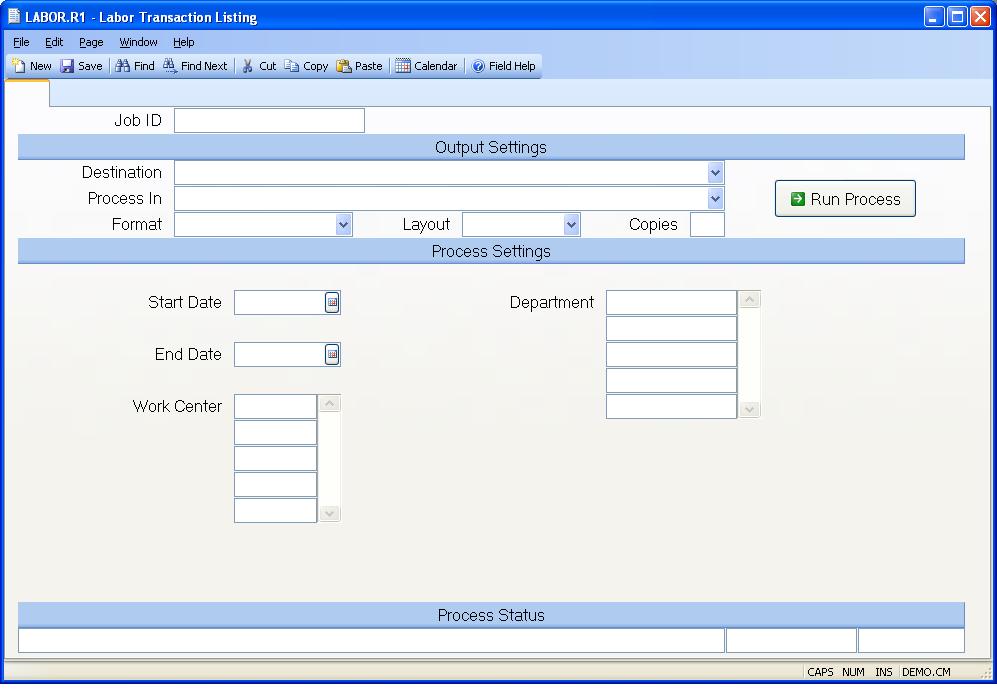 LABOR.R1 - Labor Transaction Listing
File Edit Page Window Help
New Save Find Find Next Cut Copy Paste Calendar Field Help
Job ID
Output Settings
Destination
Process In
Run Process
Format Layout Copies
Process Settings
Start Date Department
End Date
Work Center
Process Status
CAPS NUM INS DEMO.CM